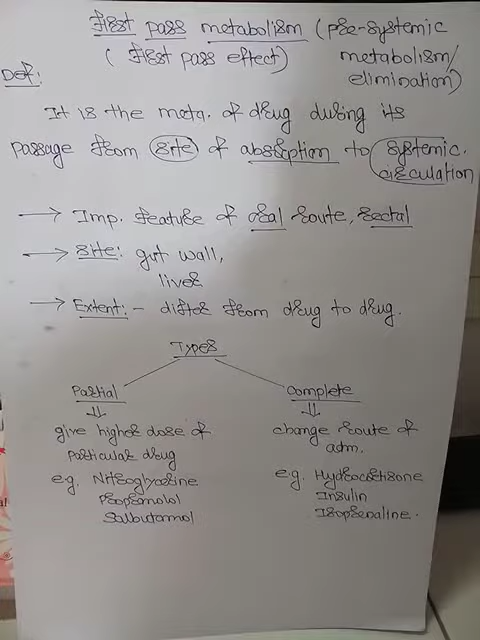 First pass metabolism (pre-systemic
( First pass effect) metabolism/
elimination)
Def:
It is the meta. of drug during its
passage from site of absorption to systemic.
circulation
→ Imp. feature of oral route, rectal
→ Site: gut wall,
liver
→ Extent:- differ from drug to drug.
Types
Partial
⇓
give higher dose of
particular drug
e.g. Nitroglycerine
propranolol
Salbutamol
Complete
⇓
change route of
adm.
e.g. Hydrocortisone
Insulin
Isoprenaline.